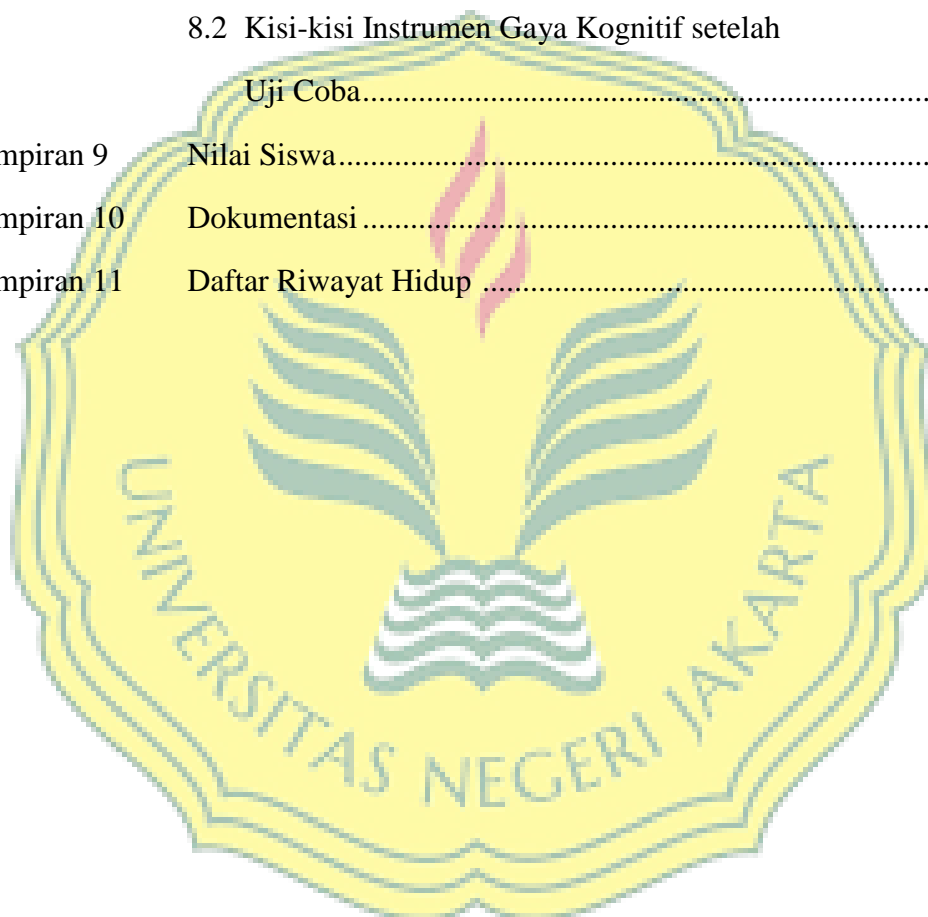 8.2 Kisi-kisi Instrumen Gaya Kognitif setelah
Uji Coba.......................................................................
mpiran 9 Nilai Siswa..........................................................................
mpiran 10 Dokumentasi.......................................................................
mpiran 11 Daftar Riwayat Hidup ........................................................
UNIVERSITAS NEGERI JAKARTA